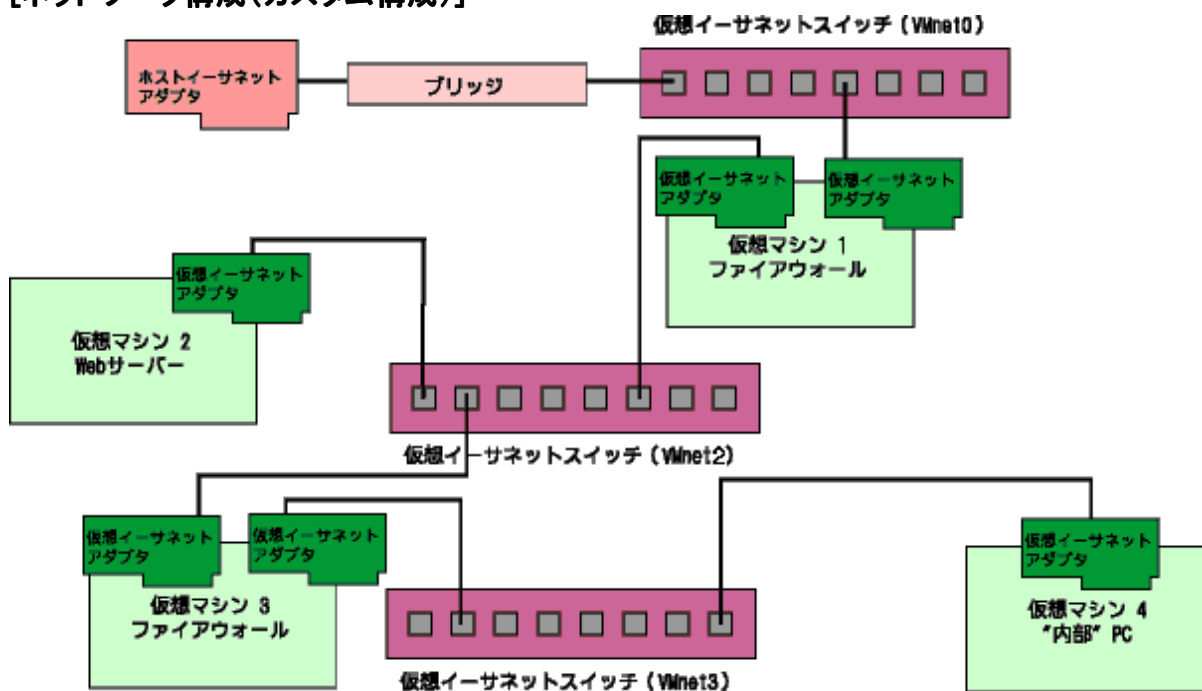 [ネットワーク構成(カスタム構成)]
仮想イーサネットスイッチ(VMnet0)
ホストイーサネット
アダプタ
ブリッジ
仮想イーサネット
アダプタ
仮想イーサネット
アダプタ
仮想マシン 1
ファイアウォール
仮想イーサネット
アダプタ
仮想マシン 2
Webサーバー
仮想イーサネットスイッチ(VMnet2)
仮想イーサネット
アダプタ
仮想イーサネット
アダプタ
仮想マシン 3
ファイアウォール
仮想イーサネット
アダプタ
仮想マシン 4
"内部" PC
仮想イーサネットスイッチ(VMnet3)